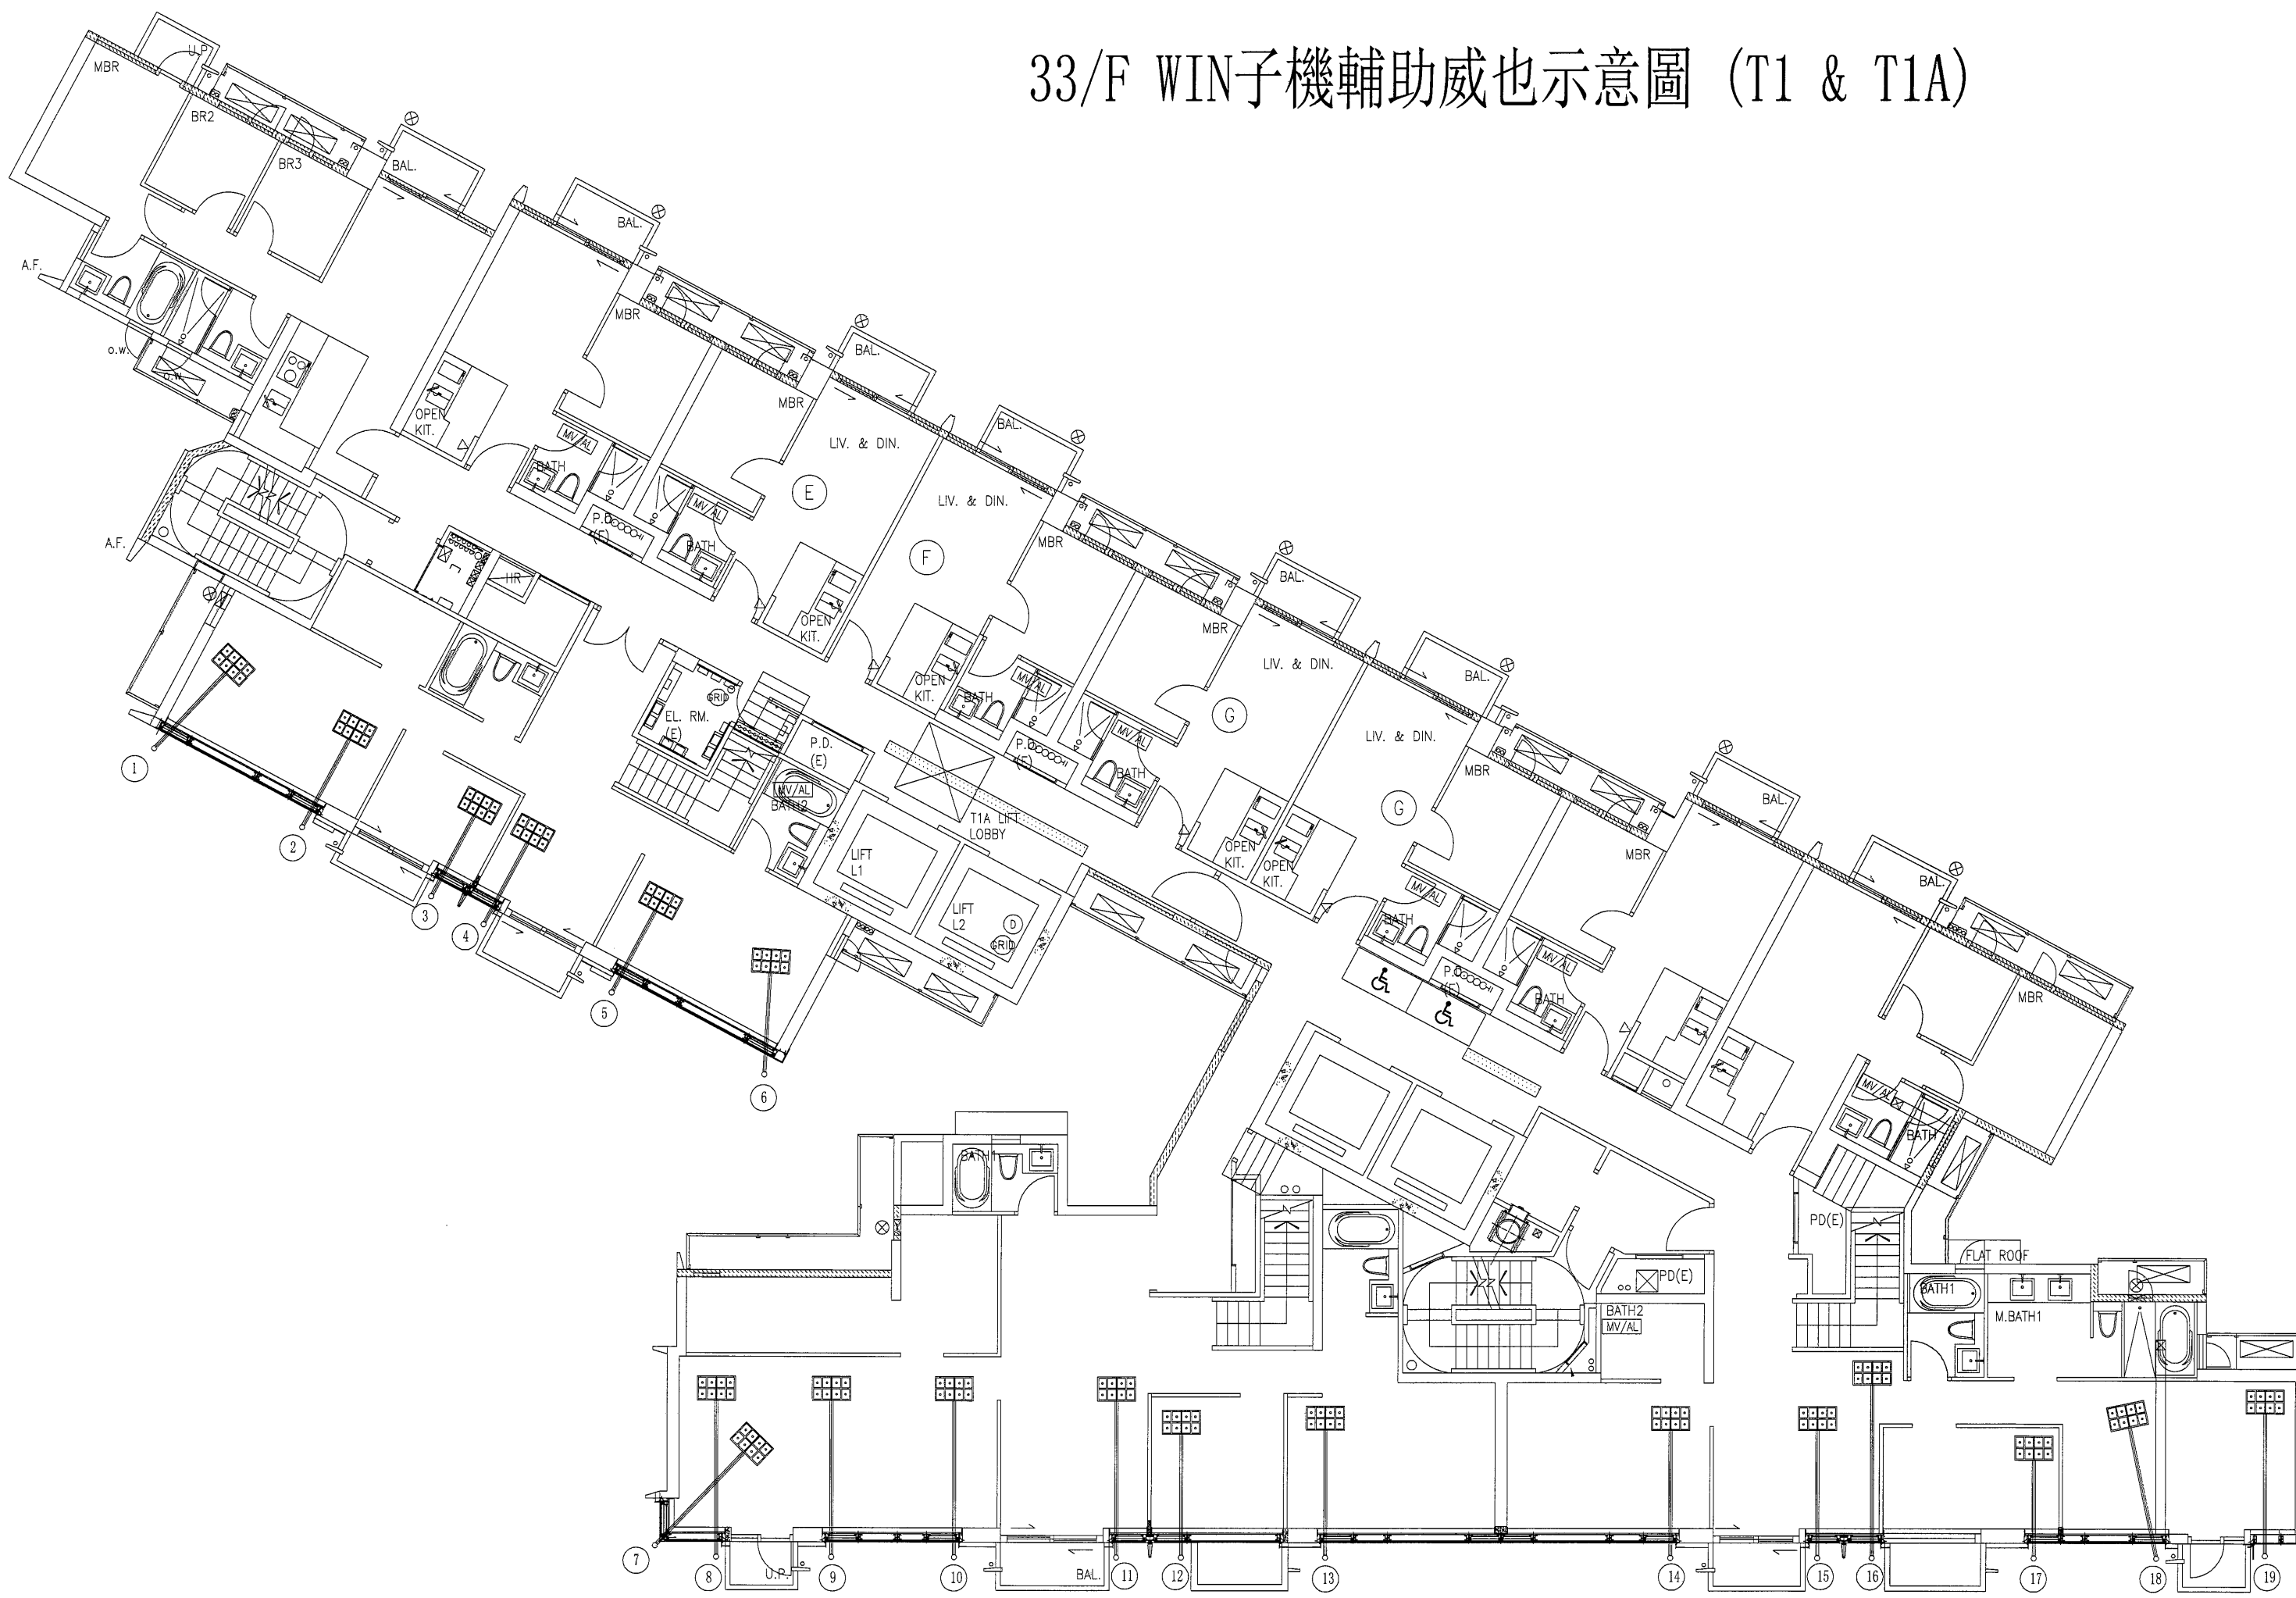 33/F WIN子機輔助威也示意圖 (T1 & T1A)
U.P.
MBR
BR2
BR3
BAL.
BAL.
A.F.
MBR
BAL.
o.w.
o.w.
OPEN
KIT.
MV/AL
BATH
MBR
LIV. & DIN.
BAL.
E
LIV. & DIN.
P.D.
(E)
MV/AL
BATH
F
MBR
A.F.
HR
BAL.
OPEN
KIT.
MBR
LIV. & DIN.
OPEN
KIT.
MV/AL
BATH
BAL.
GRID
EL. RM.
(E)
G
P.D.
(E)
P.D.
(E)
MV/AL
BATH
LIV. & DIN.
MBR
MV/AL
BATH2
T1A LIFT
LOBBY
G
BAL.
1
2
LIFT
L1
OPEN
KIT.
OPEN
KIT.
MBR
3
4
LIFT
L2
D
GRID
MV/AL
BATH
BAL.
5
P.D.
(E)
MV/AL
BATH
MBR
6
MV/AL
BATH
BATH1
PD(E)
FLAT ROOF
PD(E)
BATH1
BATH2
MV/AL
M.BATH1
7
8
U.P.
9
10
BAL.
11
12
13
14
15
16
17
18
19